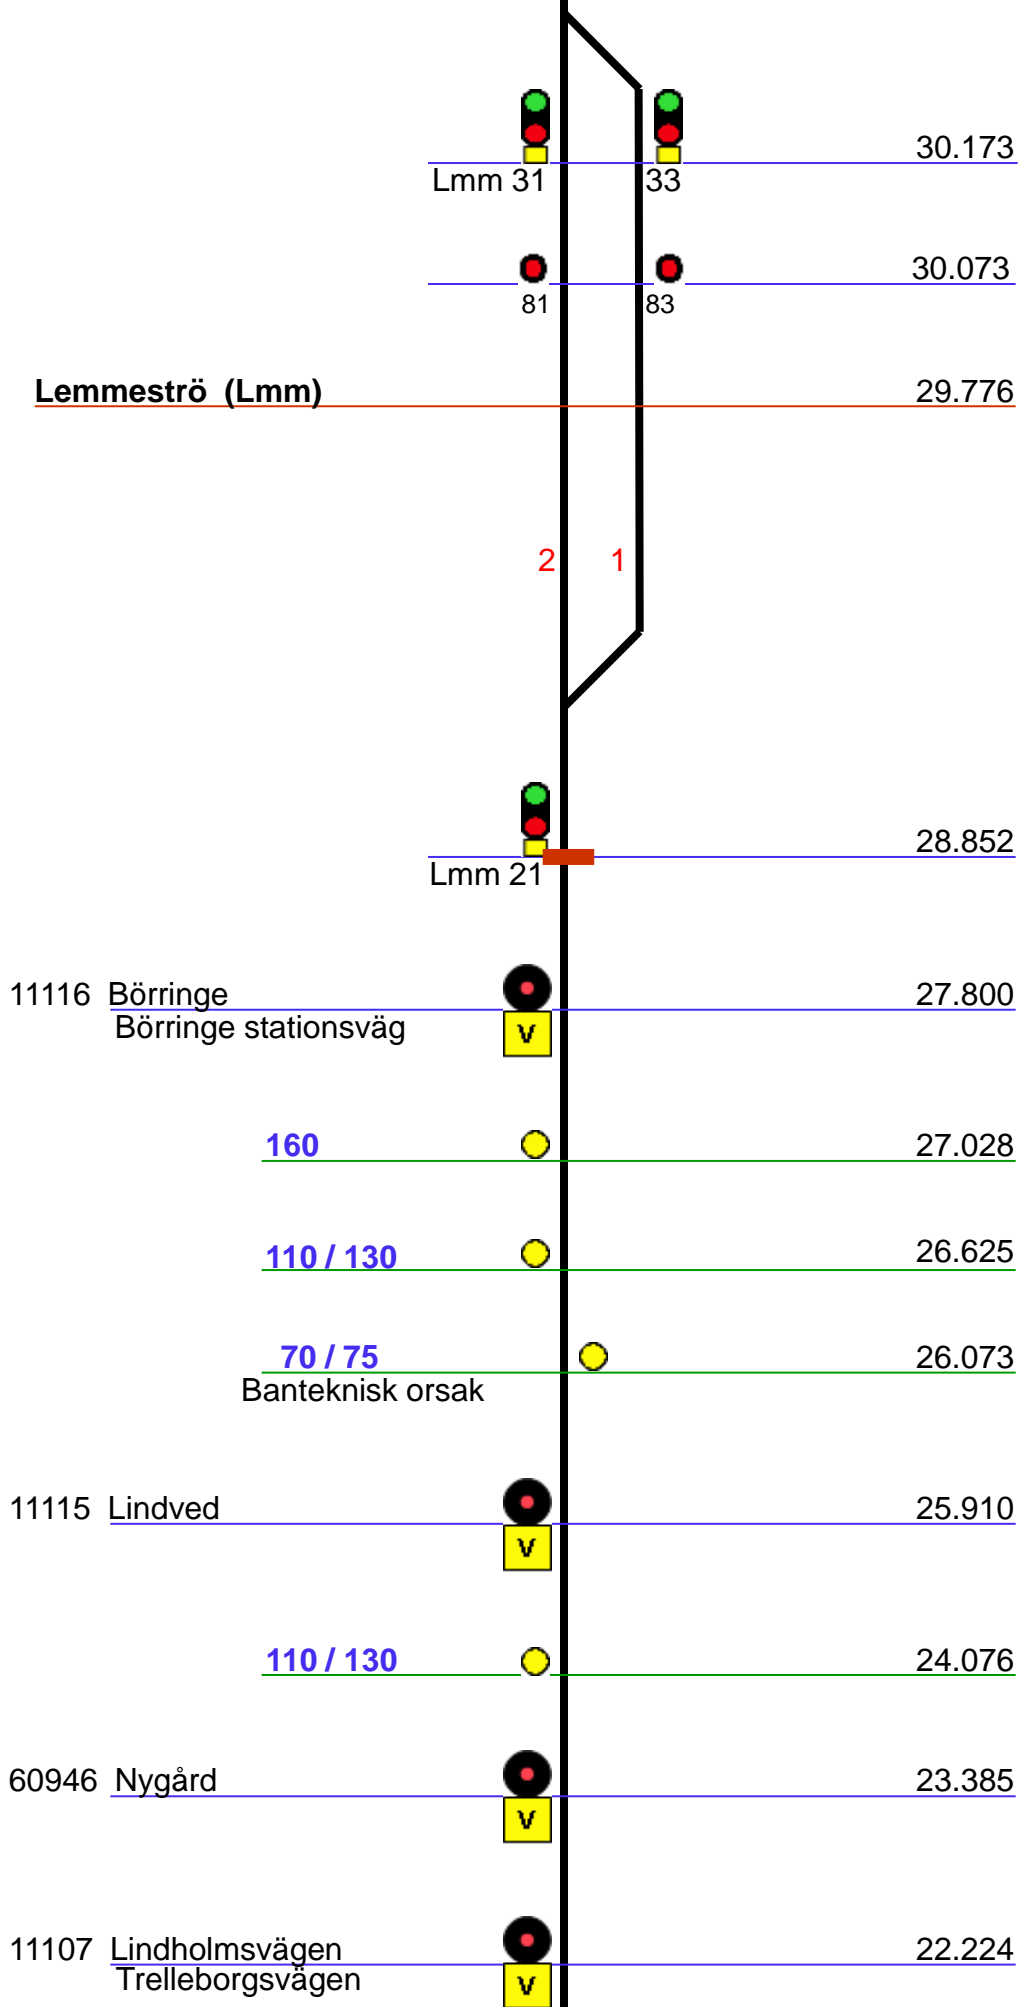 30.173
Lmm 31 33
30.073
81 83
Lemmeströ (Lmm) 29.776
2 1
28.852
Lmm 21
11116 Börringe 27.800
Börringe stationsväg
V
160 27.028
110 / 130 26.625
70 / 75 26.073
Banteknisk orsak
11115 Lindved 25.910
V
110 / 130 24.076
60946 Nygård 23.385
V
11107 Lindholmsvägen 22.224
Trelleborgsvägen
V